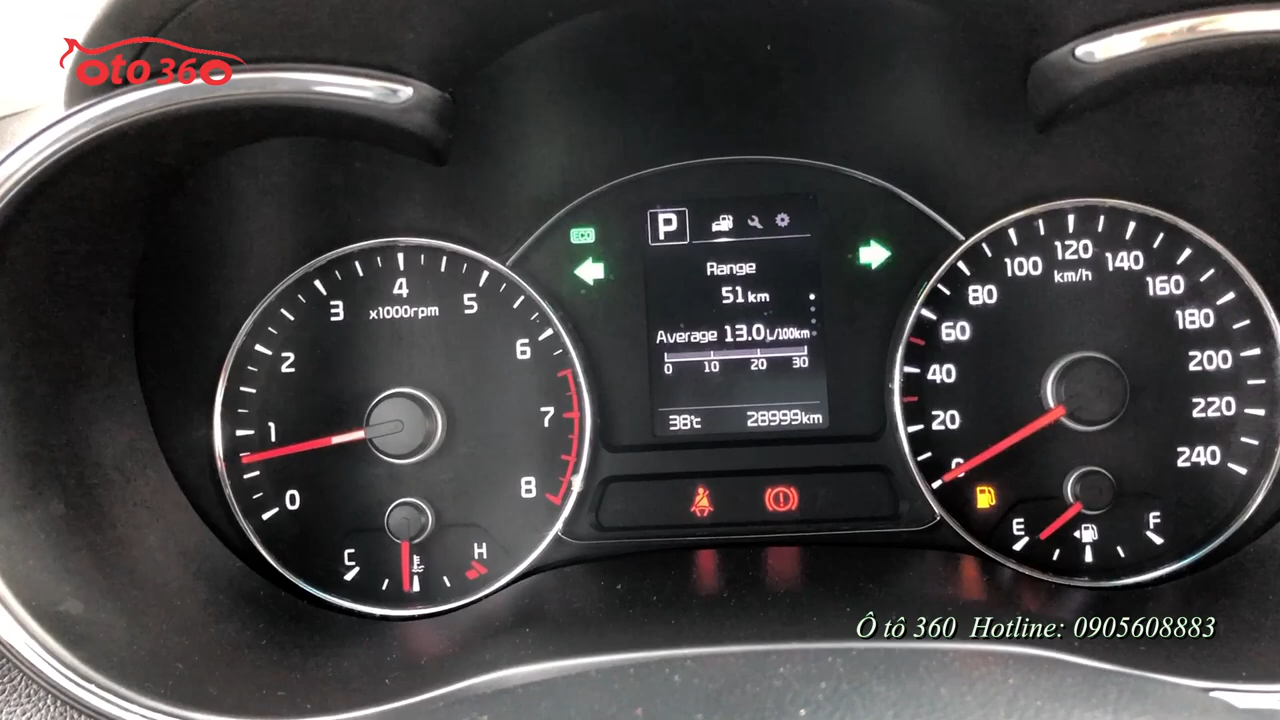 Oto 360
ECO
P
Range
51 km
Average 13.0 L/100km
0 10 20 30
38°c 28999km
0 1 2 3 4 5 6 7 8
x1000rpm
C H
0 20 40 60 80 100 120 140 160 180 200 220 240
km/h
E F
Ô tô 360 Hotline: 0905608883